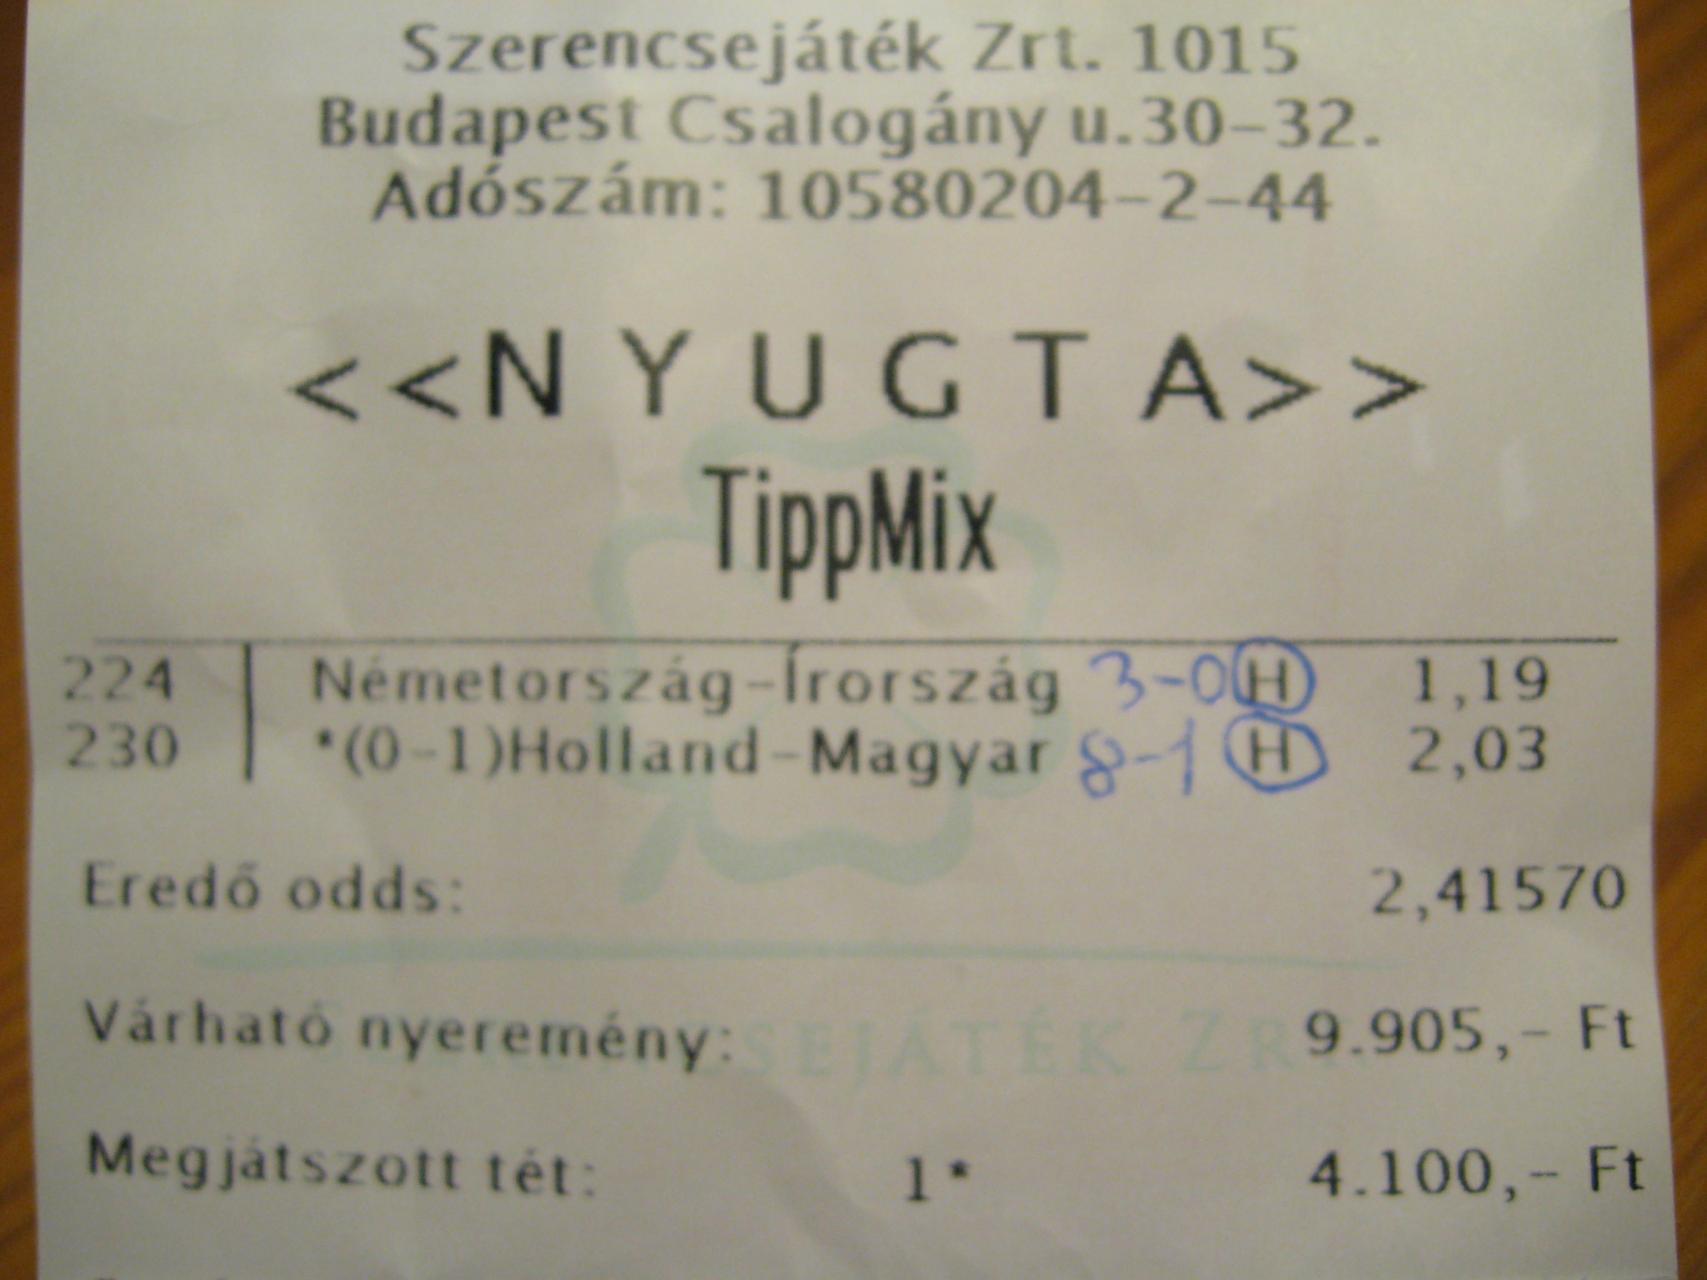 Szerencsejáték Zrt. 1015
Budapest Csalogány u.30-32.
Adószám: 10580204-2-44
<<N Y U G T A>>
TippMix
224 Németország-Írország 3-0 H 1,19
230 *(0-1)Holland-Magyar 8-1 H 2,03
Eredő odds: 2,41570
Várható nyeremény: 9.905,- Ft
SZERENCSEJÁTÉK ZRT.
Megjátszott tét: 1* 4.100,- Ft